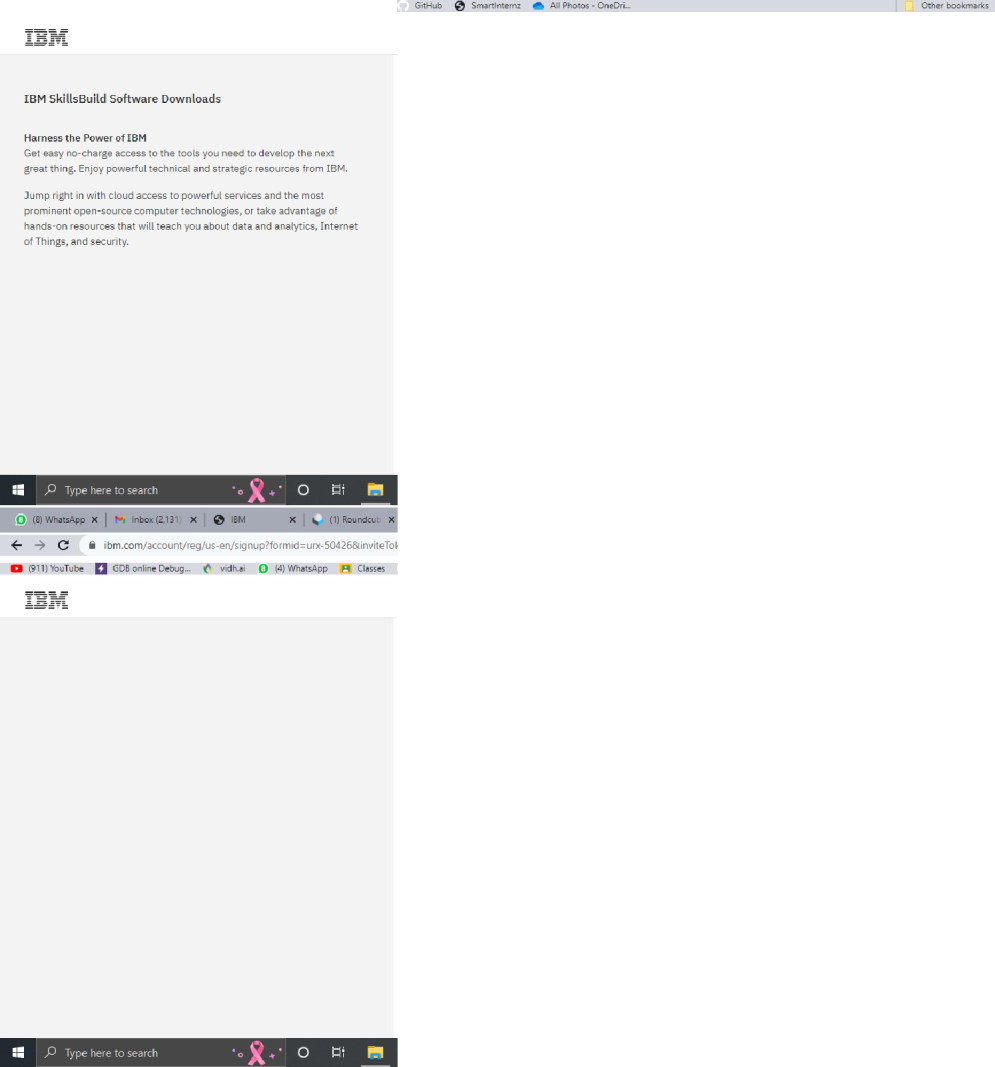 GitHub SmartInternz All Photos - OneDri... Other bookmarks
IBM
IBM SkillsBuild Software Downloads
Harness the Power of IBM
Get easy no-charge access to the tools you need to develop the next
great thing. Enjoy powerful technical and strategic resources from IBM.
Jump right in with cloud access to powerful services and the most
prominent open-source computer technologies, or take advantage of
hands-on resources that will teach you about data and analytics, Internet
of Things, and security.
Type here to search
(8) WhatsApp Inbox (2,131) IBM (1) Roundcub
ibm.com/account/reg/us-en/signup?formid=urx-50426&inviteTok
(911) YouTube GDB online Debug... vidh.ai (4) WhatsApp Classes
IBM
Type here to search